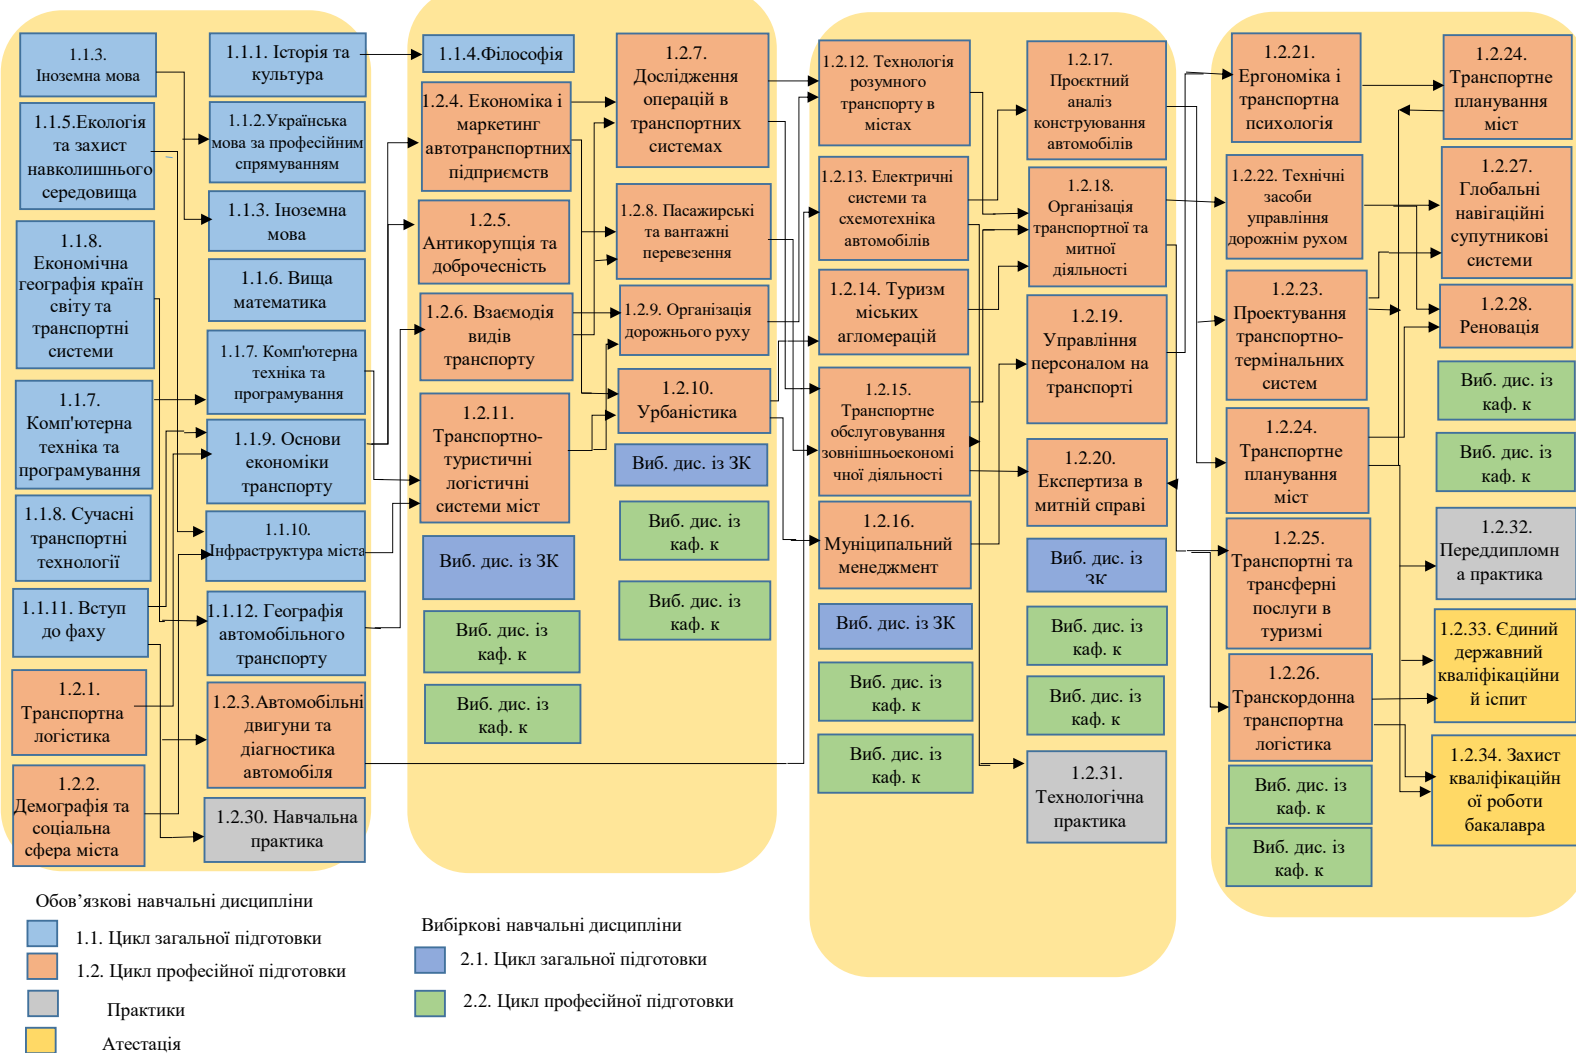 1.1.3.
Іноземна мова
1.1.5.Екологія
та захист
навколишнього
середовища
1.1.8.
Економічна
географія країн
світу та
транспортні
системи
1.1.7.
Комп'ютерна
техніка та
програмування
1.1.8. Сучасні
транспортні
технології
1.1.11. Вступ
до фаху
1.2.1.
Транспортна
логістика
1.2.2.
Демографія та
соціальна
сфера міста
1.1.1. Історія та
культура
1.1.2.Українська
мова за професійним
спрямуванням
1.1.3. Іноземна
мова
1.1.6. Вища
математика
1.1.7. Комп'ютерна
техніка та
програмування
1.1.9. Основи
економіки
транспорту
1.1.10.
Інфраструктура міста
1.1.12. Географія
автомобільного
транспорту
1.2.3.Автомобільні
двигуни та
діагностика
автомобіля
1.2.30. Навчальна
практика
1.1.4.Філософія
1.2.4. Економіка і
маркетинг
автотранспортних
підприємств
1.2.5.
Антикорупція та
доброчесність
1.2.6. Взаємодія
видів
транспорту
1.2.11.
Транспортно-
туристичні
логістичні
системи міст
Виб. дис. із ЗК
Виб. дис. із
каф. к
Виб. дис. із
каф. к
1.2.7.
Дослідження
операцій в
транспортних
системах
1.2.8. Пасажирські
та вантажні
перевезення
1.2.9. Організація
дорожнього руху
1.2.10.
Урбаністика
Виб. дис. із ЗК
Виб. дис. із
каф. к
Виб. дис. із
каф. к
1.2.12. Технологія
розумного
транспорту в
містах
1.2.13. Електричні
системи та
схемотехніка
автомобілів
1.2.14. Туризм
міських
агломерацій
1.2.15.
Транспортне
обслуговування
зовнішньоекономі
чної діяльності
1.2.16.
Муніципальний
менеджмент
Виб. дис. із ЗК
Виб. дис. із
каф. к
Виб. дис. із
каф. к
1.2.17.
Проєктний
аналіз
конструювання
автомобілів
1.2.18.
Організація
транспортної та
митної
діяльності
1.2.19.
Управління
персоналом на
транспорті
1.2.20.
Експертиза в
митній справі
Виб. дис. із
ЗК
Виб. дис. із
каф. к
Виб. дис. із
каф. к
1.2.31.
Технологічна
практика
1.2.21.
Ергономіка і
транспортна
психологія
1.2.22. Технічні
засоби
управління
дорожнім рухом
1.2.23.
Проектування
транспортно-
термінальних
систем
1.2.24.
Транспортне
планування
міст
1.2.25.
Транспортні та
трансферні
послуги в
туризмі
1.2.26.
Транскордонна
транспортна
логістика
Виб. дис. із
каф. к
Виб. дис. із
каф. к
1.2.24.
Транспортне
планування
міст
1.2.27.
Глобальні
навігаційні
супутникові
системи
1.2.28.
Реновація
Виб. дис. із
каф. к
Виб. дис. із
каф. к
1.2.32.
Переддипломн
а практика
1.2.33. Єдиний
державний
кваліфікаційни
й іспит
1.2.34. Захист
кваліфікаційн
ої роботи
бакалавра
Обов’язкові навчальні дисципліни
1.1. Цикл загальної підготовки
1.2. Цикл професійної підготовки
Практики
Атестація
Вибіркові навчальні дисципліни
2.1. Цикл загальної підготовки
2.2. Цикл професійної підготовки